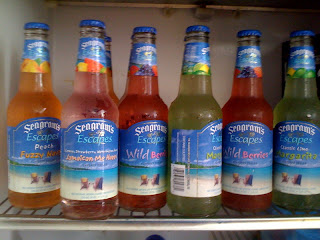 Seagram's
Escapes
Peach
Fuzzy Navel
Seagram's
Escapes
Jamaican Me Happy
Seagram's
Escapes
Wild Berries
Seagram's
Escapes
Seagram's
Escapes
Wild Berries
Seagram's
Escapes
Classic Lime
Margarita